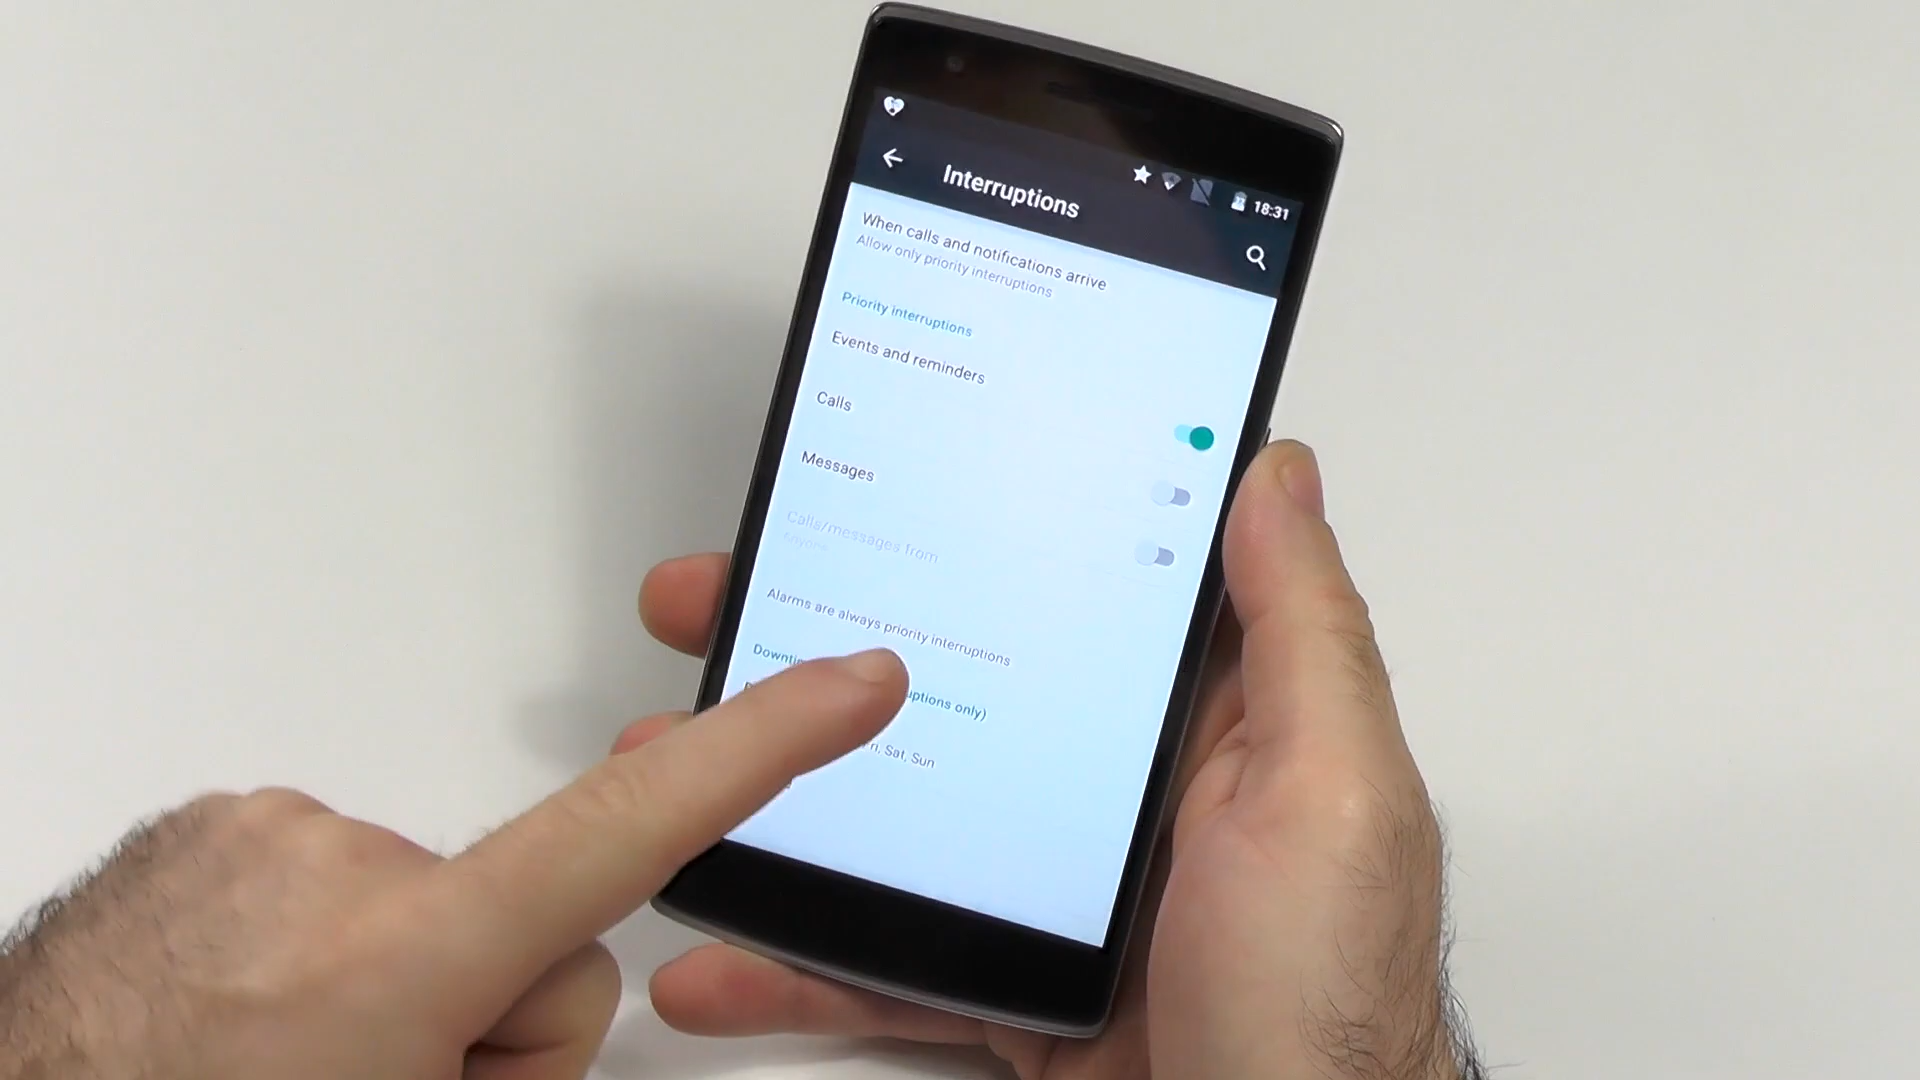 18:31
Interruptions
When calls and notifications arrive
Allow only priority interruptions
Priority interruptions
Events and reminders
Calls
Messages
Calls/messages from
Anyone
Alarms are always priority interruptions
only)
Fri, Sat, Sun